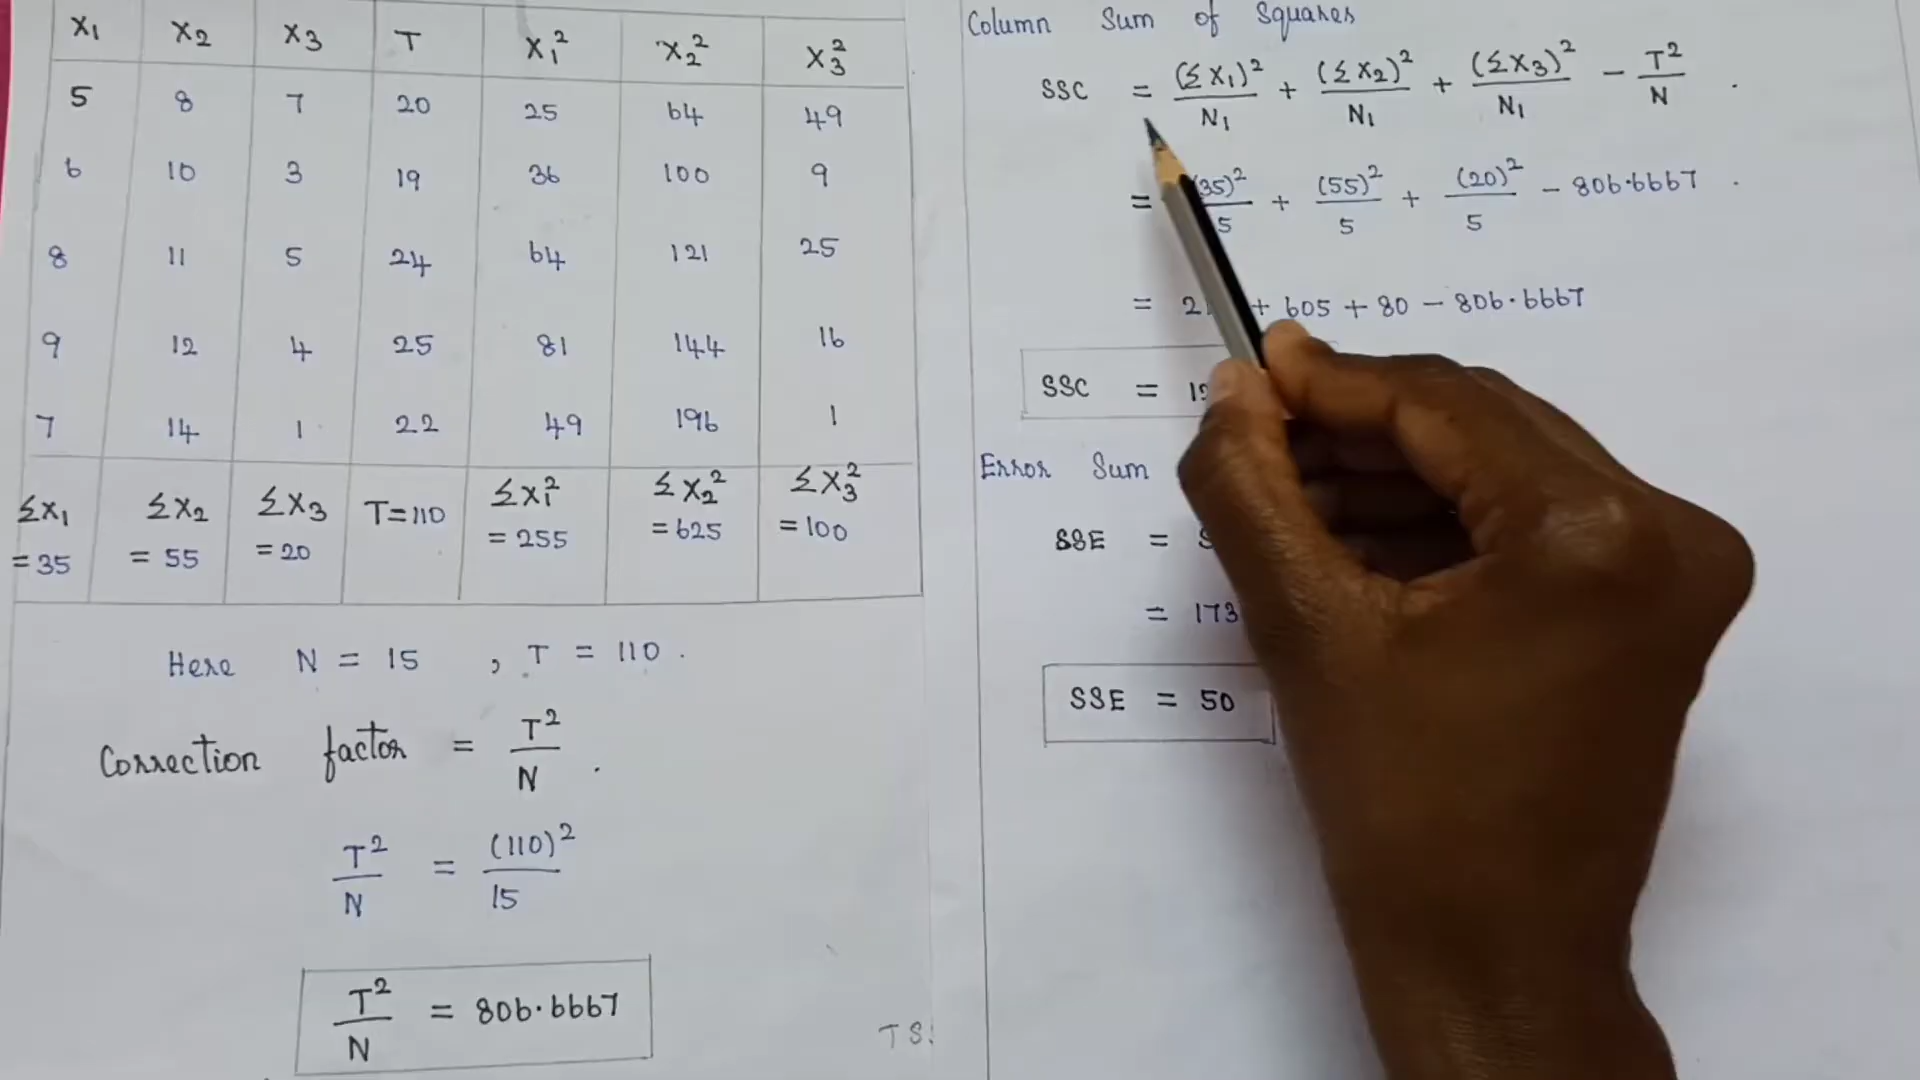 X₁ X₂ X₃ T X₁² X₂² X₃²
5 8 7 20 25 64 49
6 10 3 19 36 100 9
8 11 5 24 64 121 25
9 12 4 25 81 144 16
7 14 1 22 49 196 1
ΣX₁ = 35 ΣX₂ = 55 ΣX₃ = 20 T = 110 ΣX₁² = 255 ΣX₂² = 625 ΣX₃² = 100
Here N = 15 , T = 110 .
Correction factor = T²/N .
T²/N = (110)²/15
T²/N = 806.6667
Column Sum of Squares
SSC = (ΣX₁)²/N₁ + (ΣX₂)²/N₁ + (ΣX₃)²/N₁ - T²/N .
= (35)²/5 + (55)²/5 + (20)²/5 - 806.6667 .
= + 605 + 80 - 806.6667
SSC =
Error Sum
SSE =
= 173
SSE = 50